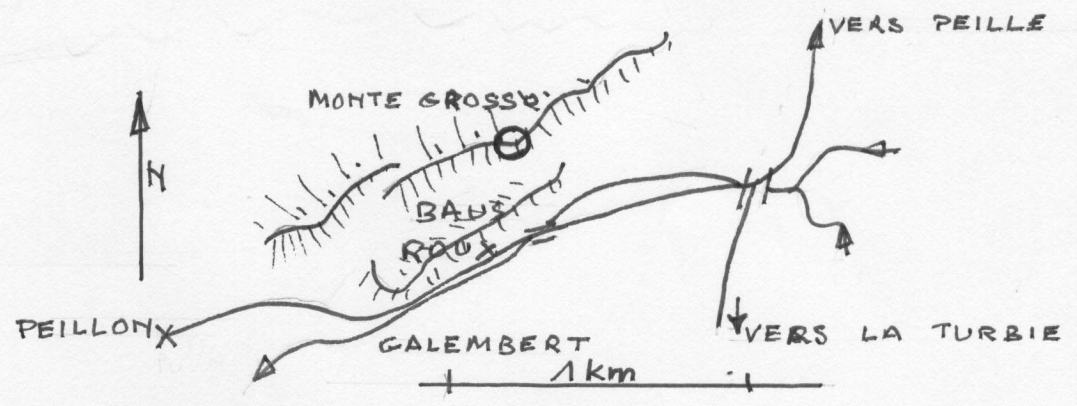 VERS PEILLE
MONTE GROSSO
N
BAUS
ROUX
PEILLON
GALEMBERT
VERS LA TURBIE
1 km